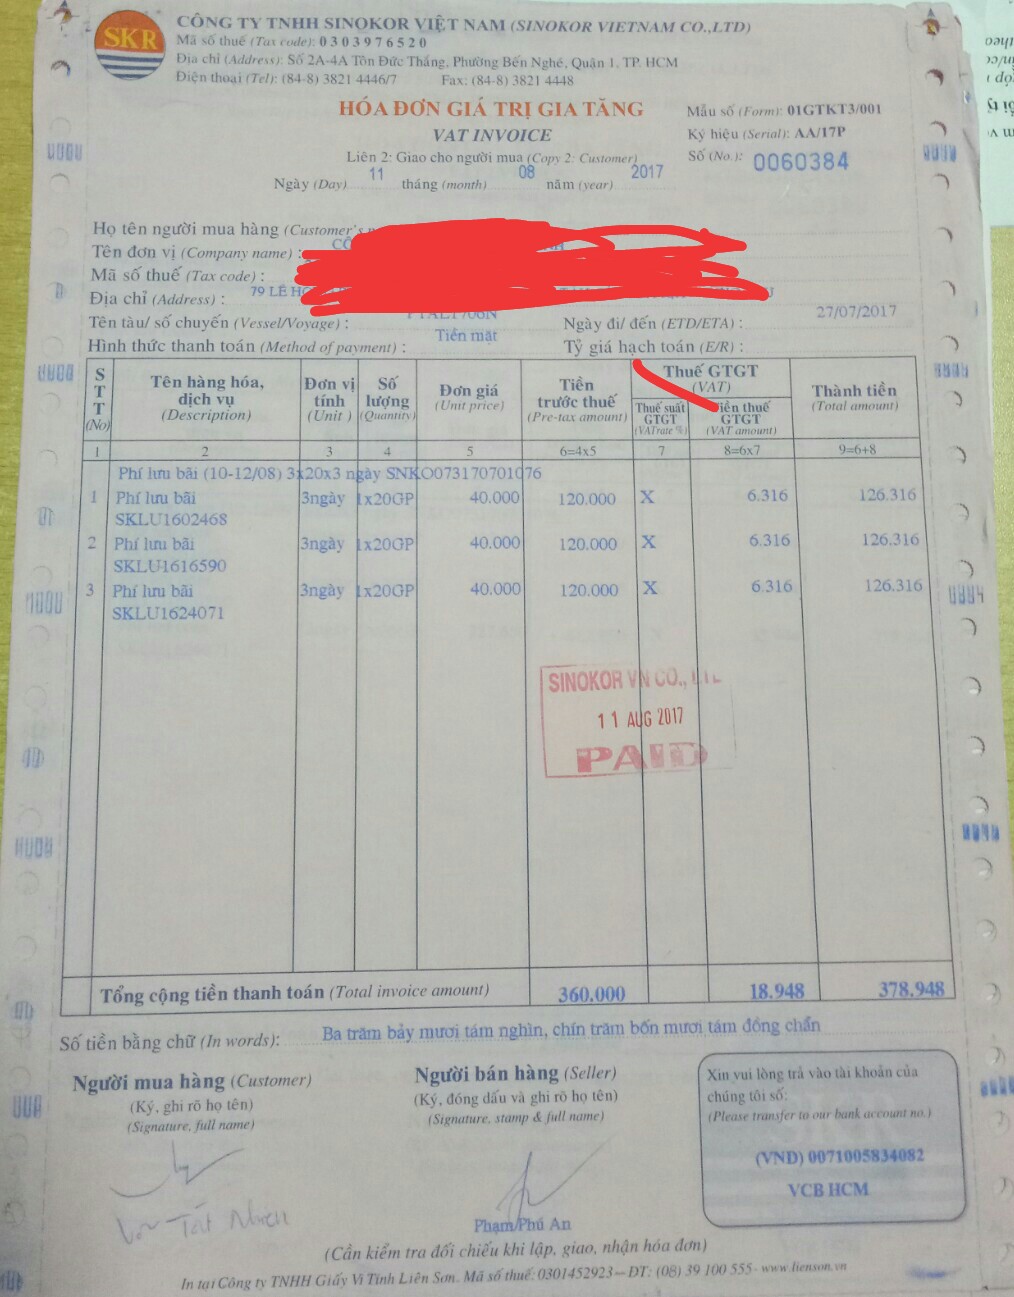 SKR
CÔNG TY TNHH SINOKOR VIỆT NAM (SINOKOR VIETNAM CO.,LTD)
Mã số thuế (Tax code): 0303976520
Địa chỉ (Address): Số 2A-4A Tôn Đức Thắng, Phường Bến Nghé, Quận 1, TP. HCM
Điện thoại (Tel): (84-8) 3821 4446/7 Fax: (84-8) 3821 4448
HÓA ĐƠN GIÁ TRỊ GIA TĂNG
VAT INVOICE
Liên 2: Giao cho người mua (Copy 2: Customer)
Ngày (Day) 11 tháng (month) 08 năm (year) 2017
Mẫu số (Form): 01GTKT3/001
Ký hiệu (Serial): AA/17P
Số (No.): 0060384
Họ tên người mua hàng (Customer's
Tên đơn vị (Company name) : CÔ
Mã số thuế (Tax code) :
Địa chỉ (Address) : 79 LÊ
Tên tàu/ số chuyến (Vessel/Voyage) : Ngày đi/ đến (ETD/ETA) : 27/07/2017
Hình thức thanh toán (Method of payment) : Tiền mặt Tỷ giá hạch toán (E/R) :
STT (No) Tên hàng hóa, dịch vụ (Description) Đơn vị tính (Unit ) Số lượng (Quantity) Đơn giá (Unit price) Tiền trước thuế (Pre-tax amount) Thuế GTGT (VAT) Thuế suất GTGT (VATrate %) Tiền thuế GTGT (VAT amount) Thành tiền (Total amount)
1 2 3 4 5 6=4x5 7 8=6x7 9=6+8
Phí lưu bãi (10-12/08) 3x20x3 ngày SNKO073170701076
1 Phí lưu bãi 3ngày 1x20GP 40.000 120.000 X 6.316 126.316
SKLU1602468
2 Phí lưu bãi 3ngày 1x20GP 40.000 120.000 X 6.316 126.316
SKLU1616590
3 Phí lưu bãi 3ngày 1x20GP 40.000 120.000 X 6.316 126.316
SKLU1624071
SINOKOR VN CO.,
11 AUG 2017
PAID
Tổng cộng tiền thanh toán (Total invoice amount) 360.000 18.948 378.948
Số tiền bằng chữ (In words): Ba trăm bảy mươi tám nghìn, chín trăm bốn mươi tám đồng chẵn
Người mua hàng (Customer)
(Ký, ghi rõ họ tên)
(Signature, full name)
Người bán hàng (Seller)
(Ký, đóng dấu và ghi rõ họ tên)
(Signature, stamp & full name)
Phạm Phú An
Xin vui lòng trả vào tài khoản của
chúng tôi số:
(Please transfer to our bank account no.)
(VND) 0071005834082
VCB HCM
(Cần kiểm tra đối chiếu khi lập, giao, nhận hóa đơn)
In tại Công ty TNHH Giấy Vi Tính Liên Sơn. Mã số thuế: 0301452923 – ĐT: (08) 39 100 555 - www.lienson.vn